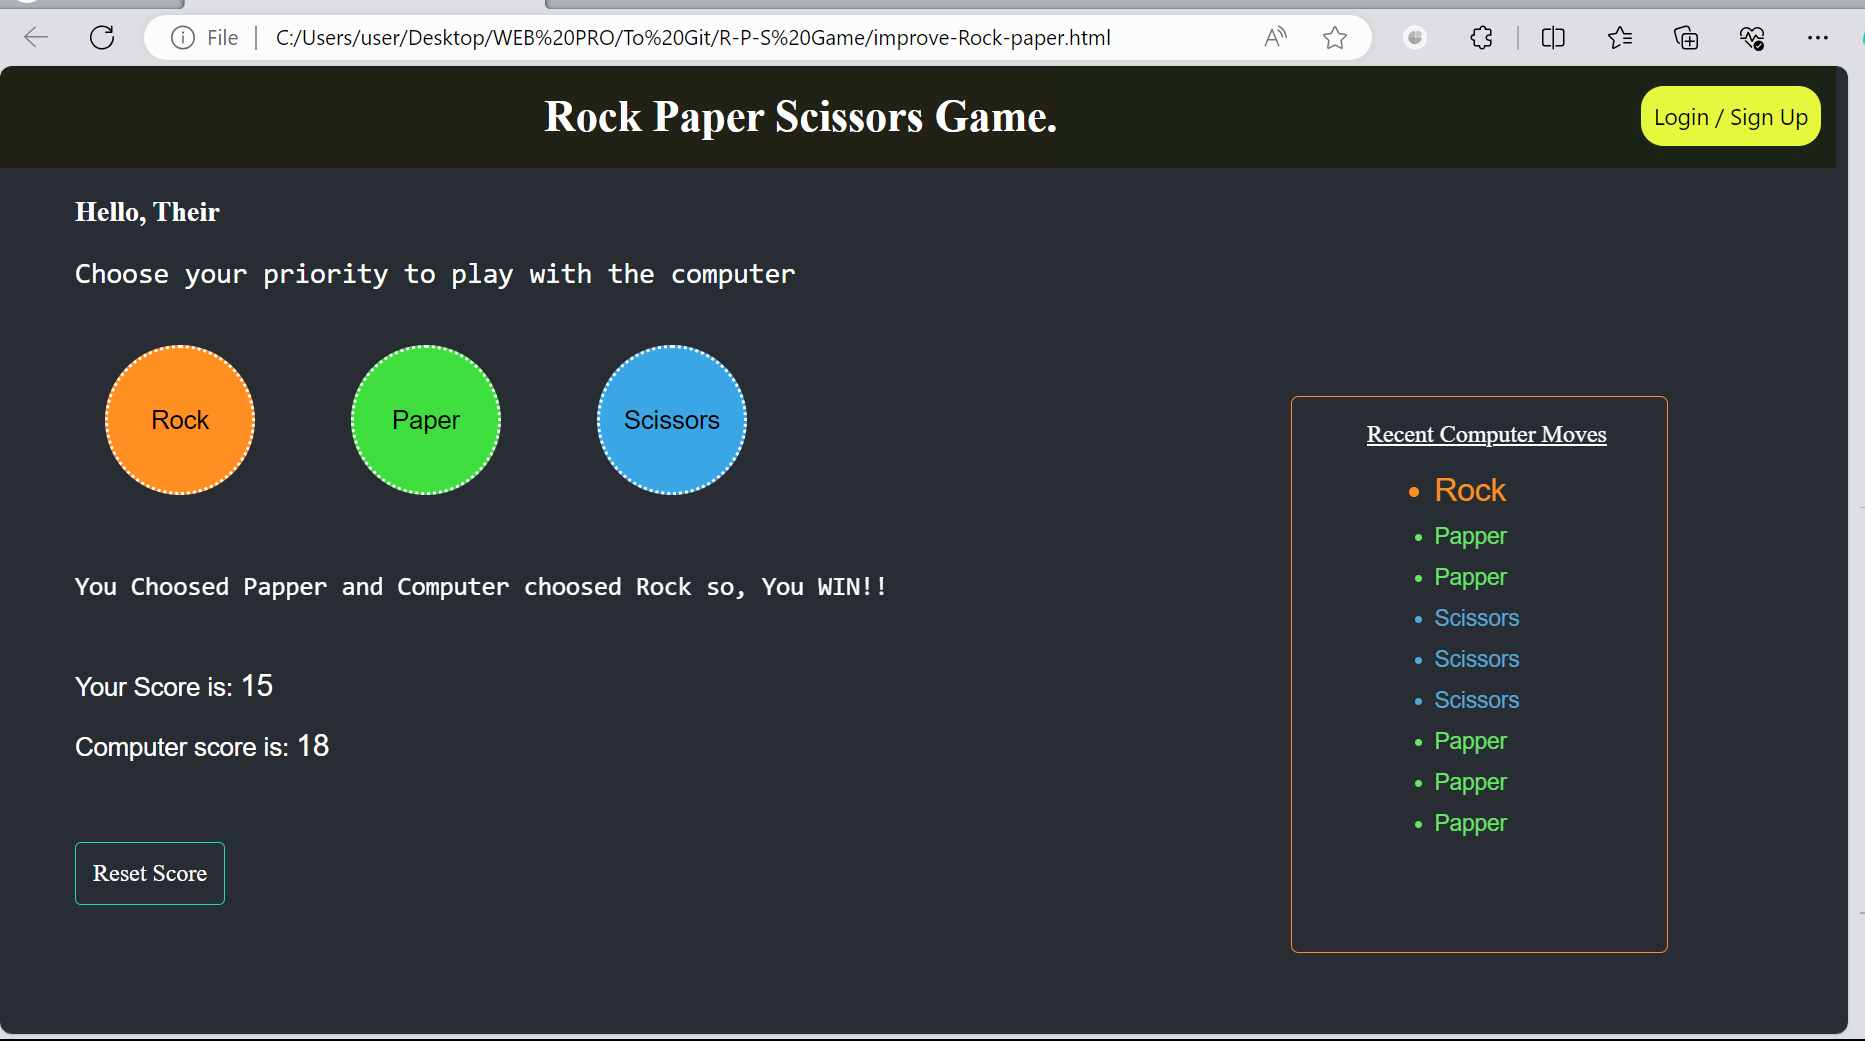 File C:/Users/user/Desktop/WEB%20PRO/To%20Git/R-P-S%20Game/improve-Rock-paper.html
Rock Paper Scissors Game.
Login / Sign Up
Hello, Their
Choose your priority to play with the computer
Rock
Paper
Scissors
You Choosed Papper and Computer choosed Rock so, You WIN!!
Your Score is: 15
Computer score is: 18
Reset Score
Recent Computer Moves
Rock
Papper
Papper
Scissors
Scissors
Scissors
Papper
Papper
Papper